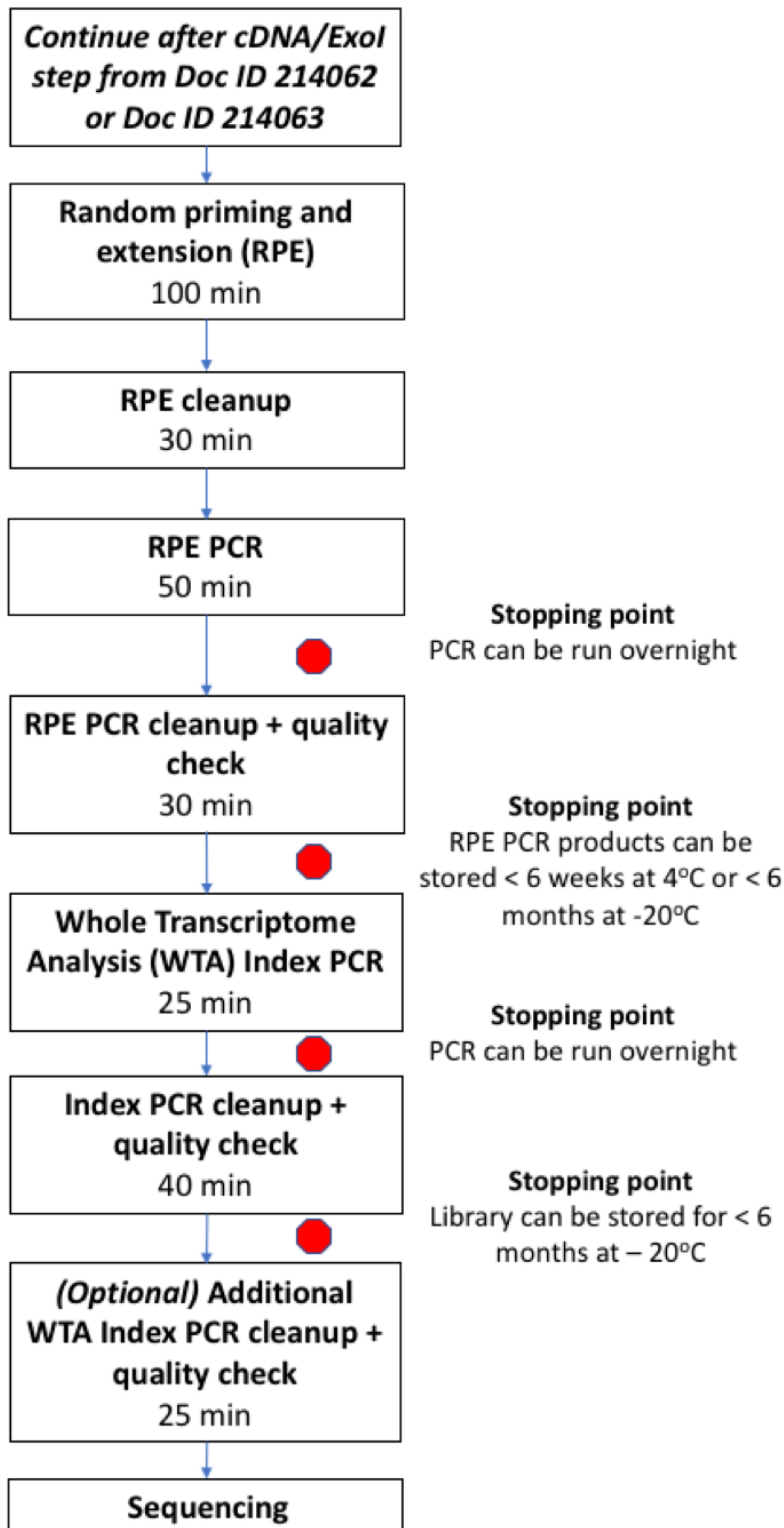 Continue after cDNA/ExoI
step from Doc ID 214062
or Doc ID 214063
Random priming and
extension (RPE)
100 min
RPE cleanup
30 min
RPE PCR
50 min
Stopping point
PCR can be run overnight
RPE PCR cleanup + quality
check
30 min
Stopping point
RPE PCR products can be
stored < 6 weeks at 4°C or < 6
months at -20°C
Whole Transcriptome
Analysis (WTA) Index PCR
25 min
Stopping point
PCR can be run overnight
Index PCR cleanup +
quality check
40 min
Stopping point
Library can be stored for < 6
months at – 20°C
(Optional) Additional
WTA Index PCR cleanup +
quality check
25 min
Sequencing